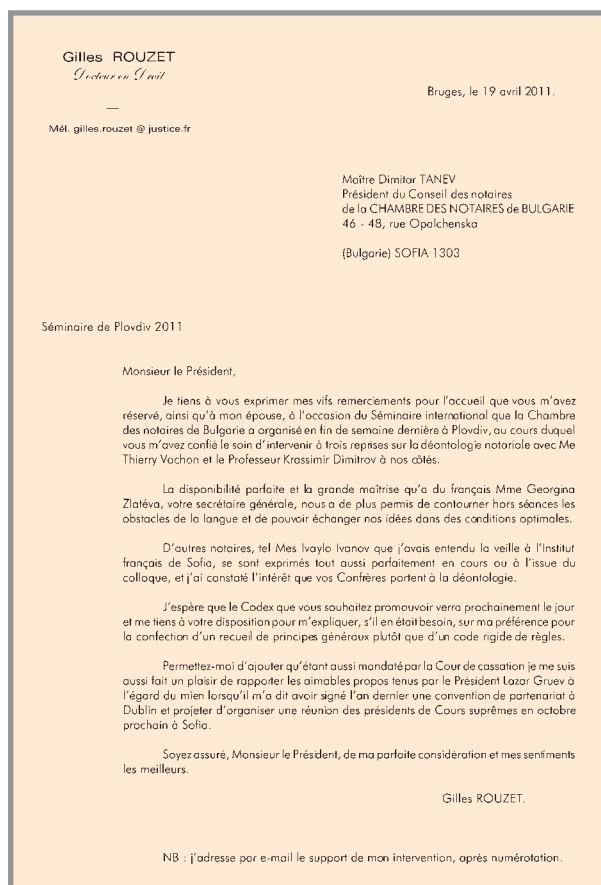 Gilles ROUZET
Docteur en Droit
—
Mél. gilles.rouzet @ justice.fr
Bruges, le 19 avril 2011.
Maître Dimitar TANEV
Président du Conseil des notaires
de la CHAMBRE DES NOTAIRES de BULGARIE
46 - 48, rue Opalchenska
(Bulgarie) SOFIA 1303
Séminaire de Plovdiv 2011
Monsieur le Président,
Je tiens à vous exprimer mes vifs remerciements pour l'accueil que vous m'avez
réservé, ainsi qu'à mon épouse, à l'occasion du Séminaire international que la Chambre
des notaires de Bulgarie a organisé en fin de semaine dernière à Plovdiv, au cours duquel
vous m'avez confié le soin d'intervenir à trois reprises sur la déontologie notariale avec Me
Thierry Vachon et le Professeur Krassimir Dimitrov à nos côtés.
La disponibilité parfaite et la grande maîtrise qu'a du français Mme Georgina
Zlatéva, votre secrétaire générale, nous a de plus permis de contourner hors séances les
obstacles de la langue et de pouvoir échanger nos idées dans des conditions optimales.
D'autres notaires, tel Mes Ivaylo Ivanov que j'avais entendu la veille à l'Institut
français de Sofia, se sont exprimés tout aussi parfaitement en cours ou à l'issue du
colloque, et j'ai constaté l'intérêt que vos Confrères portent à la déontologie.
J'espère que le Codex que vous souhaitez promouvoir verra prochainement le jour
et me tiens à votre disposition pour m'expliquer, s'il en était besoin, sur ma préférence pour
la confection d'un recueil de principes généraux plutôt que d'un code rigide de règles.
Permettez-moi d'ajouter qu'étant aussi mandaté par la Cour de cassation je me suis
aussi fait un plaisir de rapporter les aimables propos tenus par le Président Lazar Gruev à
l'égard du mien lorsqu'il m'a dit avoir signé l'an dernier une convention de partenariat à
Dublin et projeter d'organiser une réunion des présidents de Cours suprêmes en octobre
prochain à Sofia.
Soyez assuré, Monsieur le Président, de ma parfaite considération et mes sentiments
les meilleurs.
Gilles ROUZET.
NB : j'adresse par e-mail le support de mon intervention, après numérotation.